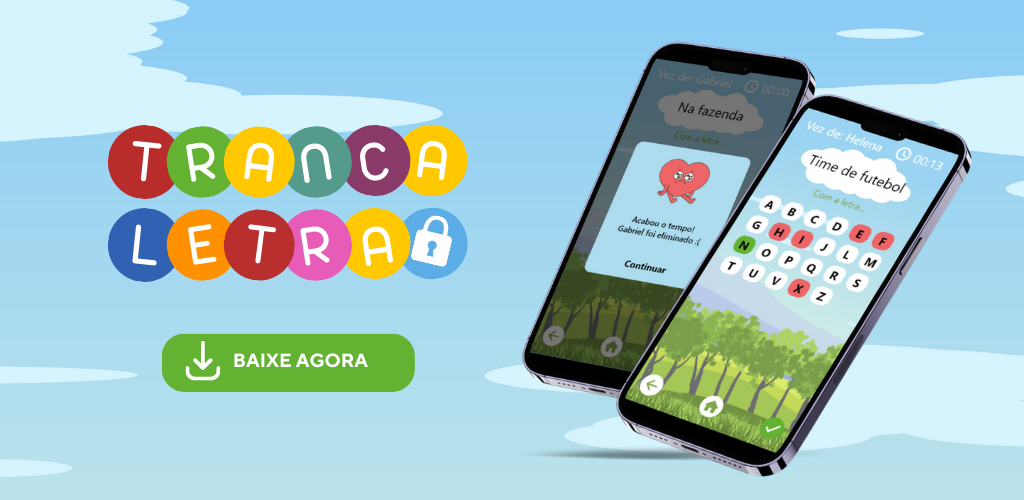 TRANCA
LETRA
BAIXE AGORA
Vez de: Gabriel 00:00
Na fazenda
Com a letra...
Acabou o tempo!
Gabriel foi eliminado :(
Continuar
Vez de: Helena 00:13
Time de futebol
Com a letra...
A B C D E F
G H I J L M
N O P Q R S
T U V X Z